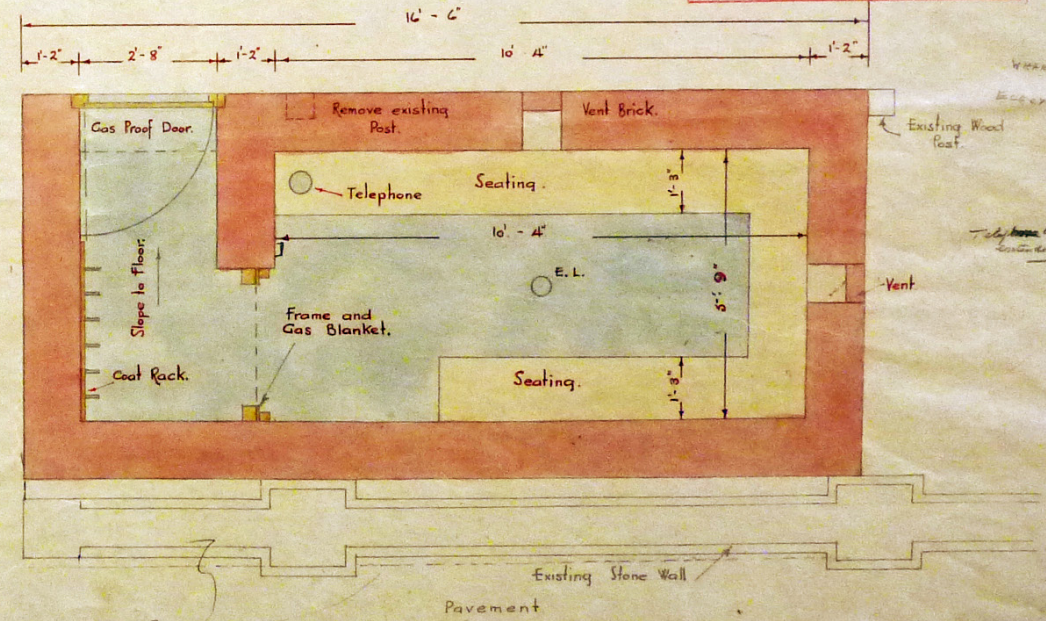 16' - 6"
1'-2" 2'-8" 1'-2" 10' - 4" 1'-2"
Gas Proof Door.
Remove existing
Post.
Vent Brick.
Existing Wood
Post.
Telephone
Seating.
1'-3"
10' - 4"
5'- 9"
E. L.
Vent
Slope to floor.
Frame and
Gas Blanket.
Coat Rack.
Seating.
1'-3"
Existing Stone Wall
Pavement